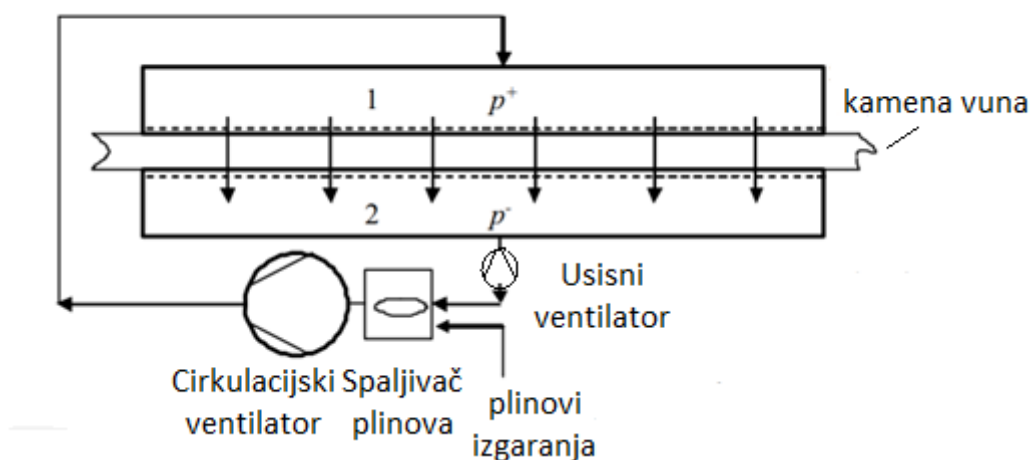 1 p⁺
kamena vuna
2 p⁻
Usisni
ventilator
Cirkulacijski
ventilator
Spaljivač
plinova
plinovi
izgaranja